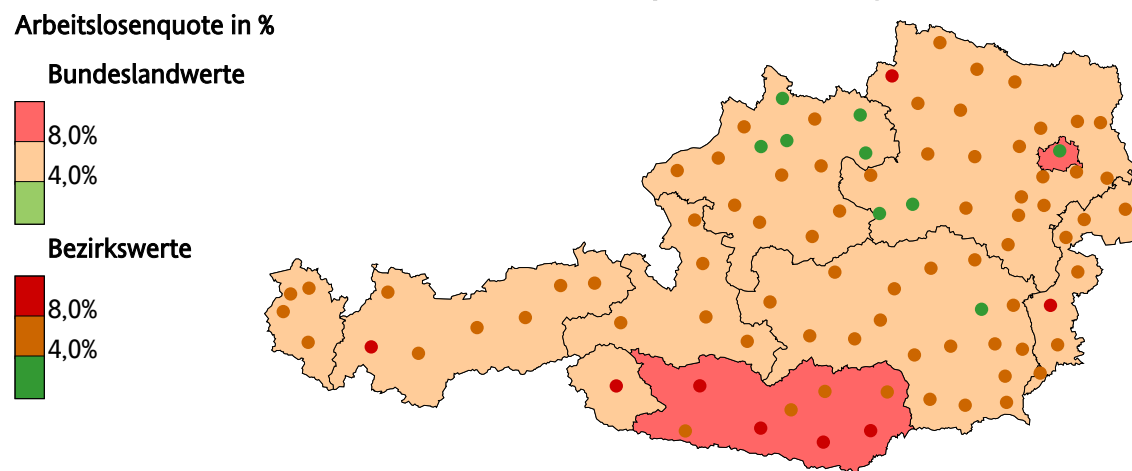 Arbeitslosenquote in %
Bundeslandwerte
8,0%
4,0%
Bezirkswerte
8,0%
4,0%